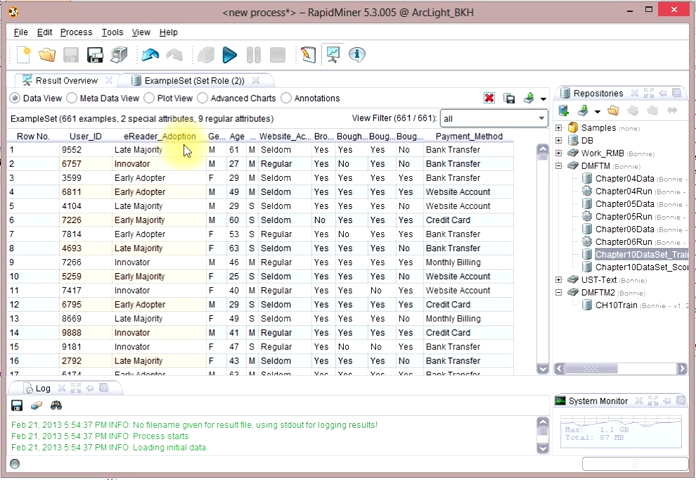 <new process*> – RapidMiner 5.3.005 @ ArcLight_BKH
File Edit Process Tools View Help
Result Overview ExampleSet (Set Role (2))
Data View Meta Data View Plot View Advanced Charts Annotations
ExampleSet (661 examples, 2 special attributes, 9 regular attributes) View Filter (661 / 661): all
Row No. User_ID eReader_Adoption Ge... Age ... Website_Ac... Bro... Bough... Boug... Boug... Payment_Method
1 9552 Late Majority M 61 S Seldom Yes Yes Yes No Bank Transfer
2 6757 Innovator M 27 M Regular Yes No Yes No Bank Transfer
3 3599 Early Adopter F 29 M Seldom Yes Yes Yes Yes Bank Transfer
4 6811 Early Adopter M 49 M Seldom Yes Yes Yes Yes Website Account
5 4104 Late Majority M Seldom Yes Yes Yes No Website Account
6 7226 Early Majority M 60 S Seldom No Yes Yes Yes Credit Card
7 7814 Early Majority F 53 S Regular Yes Yes Yes Yes Bank Transfer
8 4693 Late Majority F 63 S Seldom Yes Yes Yes No Bank Transfer
9 7266 Innovator M 46 M Regular Yes Yes Yes No Monthly Billing
10 5259 Early Majority F 25 S Seldom Yes No Yes No Bank Transfer
11 7417 Innovator F 40 M Regular Yes No Yes No Website Account
12 6795 Early Adopter M 29 S Seldom Yes Yes Yes Yes Credit Card
13 8669 Late Majority F 49 S Seldom Yes Yes Yes No Monthly Billing
14 9888 Innovator M 41 M Regular Yes Yes Yes Yes Credit Card
15 9181 Innovator F M Regular Yes No No Yes Bank Transfer
16 2792 Late Majority F 43 M Seldom Yes Yes Yes No Bank Transfer
17 5174 Early Adopter F 63 M Seldom Yes Yes Yes Yes Bank Transfer
Log
Feb 21, 2013 5:54:37 PM INFO: No filename given for result file, using stdout for logging results!
Feb 21, 2013 5:54:37 PM INFO: Process starts
Feb 21, 2013 5:54:37 PM INFO: Loading initial data.
Repositories
Samples (none)
DB
Work_RMB (Bonnie)
DMFTM (Bonnie)
Chapter04Data (Bonnie -
Chapter04Run (Bonnie -
Chapter05Data (Bonnie -
Chapter05Run (Bonnie -
Chapter06Data (Bonnie -
Chapter06Run (Bonnie -
Chapter10DataSet_Trai
Chapter10DataSet_Sco
UST-Text (Bonnie)
DMFTM2 (Bonnie)
CH10Train (Bonnie - v1, 2
System Monitor
Max: 1.1 GB
Total: 87 MB